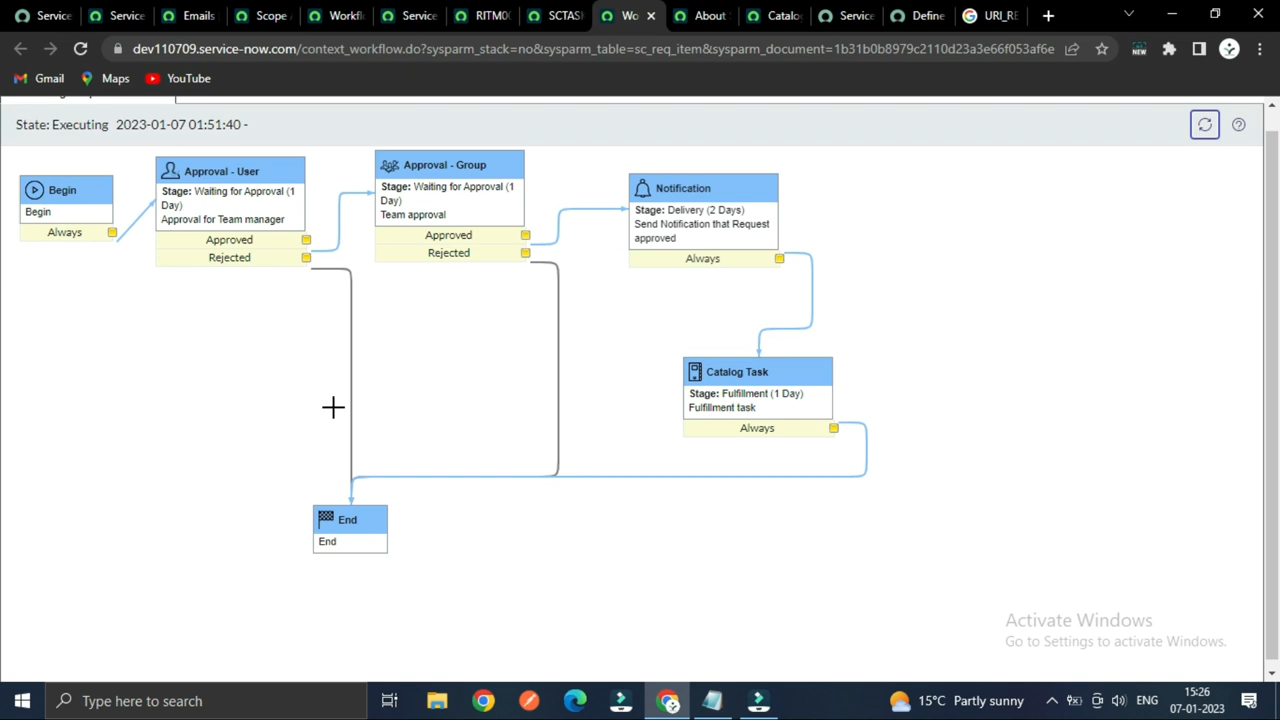 Service
Service
Emails
Scope /
Workfl
Service
RITM0(
SCTASH
Wo
About S
Catalo
Service
Define
URI_RE
dev110709.service-now.com/context_workflow.do?sysparm_stack=no&sysparm_table=sc_req_item&sysparm_document=1b31b0b8979c2110d23a3e66f053af6e
NEW
Gmail
Maps
YouTube
State: Executing 2023-01-07 01:51:40 -
Begin
Begin
Always
Approval - User
Stage: Waiting for Approval (1
Day)
Approval for Team manager
Approved
Rejected
Approval - Group
Stage: Waiting for Approval (1
Day)
Team approval
Approved
Rejected
Notification
Stage: Delivery (2 Days)
Send Notification that Request
approved
Always
Catalog Task
Stage: Fulfillment (1 Day)
Fulfillment task
Always
End
End
Activate Windows
Go to Settings to activate Windows.
Type here to search
15°C Partly sunny
ENG
15:26
07-01-2023